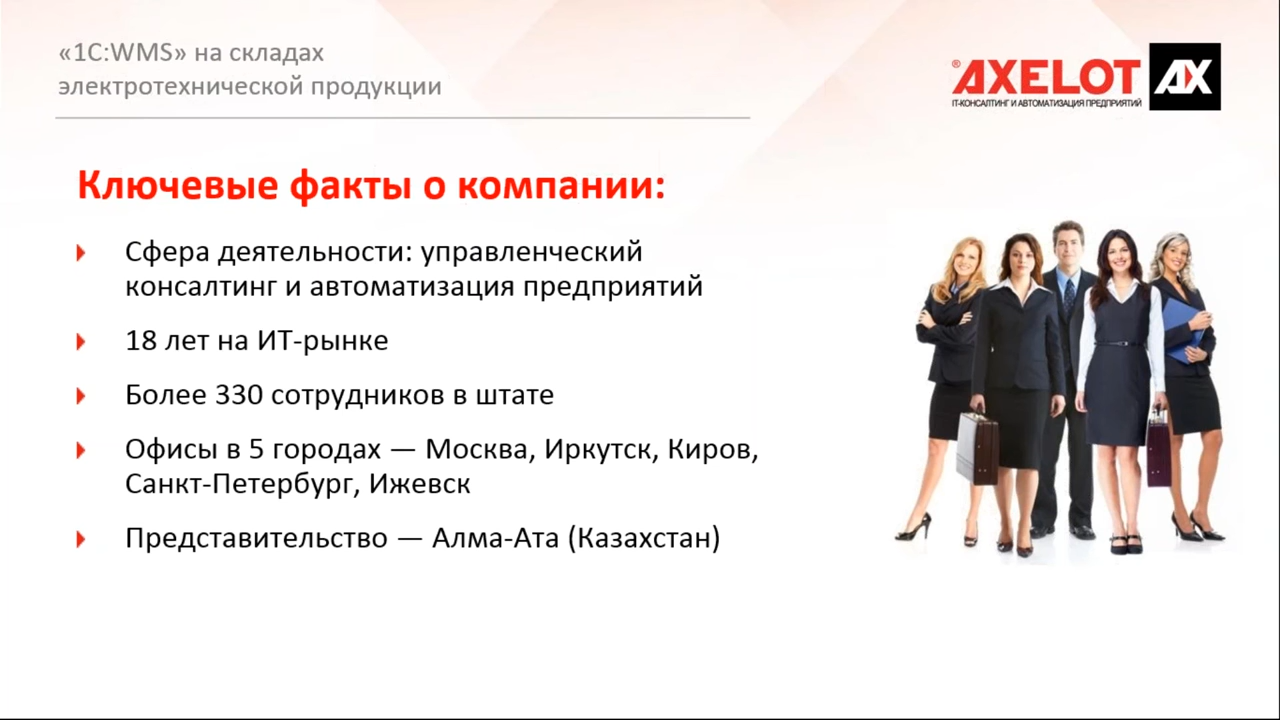 «1С:WMS» на складах
электротехнической продукции
®AXELOT AX
IT-КОНСАЛТИНГ И АВТОМАТИЗАЦИЯ ПРЕДПРИЯТИЙ
Ключевые факты о компании:
Сфера деятельности: управленческий
консалтинг и автоматизация предприятий
18 лет на ИТ-рынке
Более 330 сотрудников в штате
Офисы в 5 городах — Москва, Иркутск, Киров,
Санкт-Петербург, Ижевск
Представительство — Алма-Ата (Казахстан)